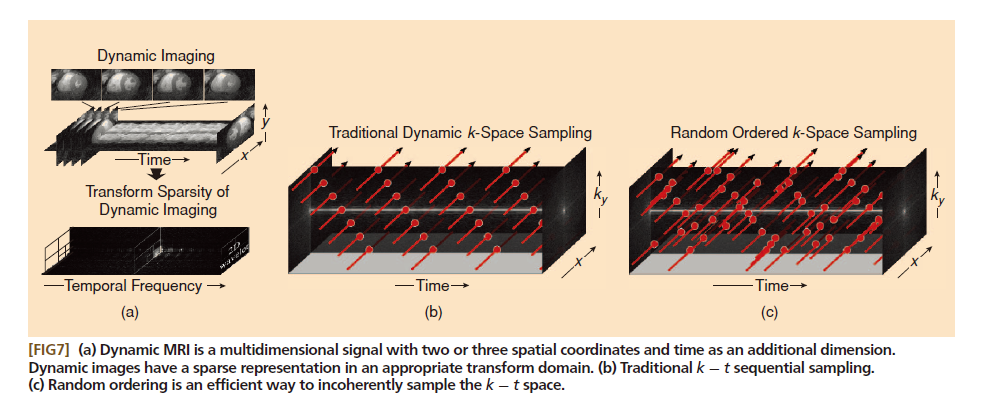 Dynamic Imaging
y
x
Time
Transform Sparsity of
Dynamic Imaging
2D
wavelet
Temporal Frequency
(a)
Traditional Dynamic k-Space Sampling
ky
x
Time
(b)
Random Ordered k-Space Sampling
ky
x
Time
(c)
[FIG7] (a) Dynamic MRI is a multidimensional signal with two or three spatial coordinates and time as an additional dimension.
Dynamic images have a sparse representation in an appropriate transform domain. (b) Traditional k – t sequential sampling.
(c) Random ordering is an efficient way to incoherently sample the k – t space.